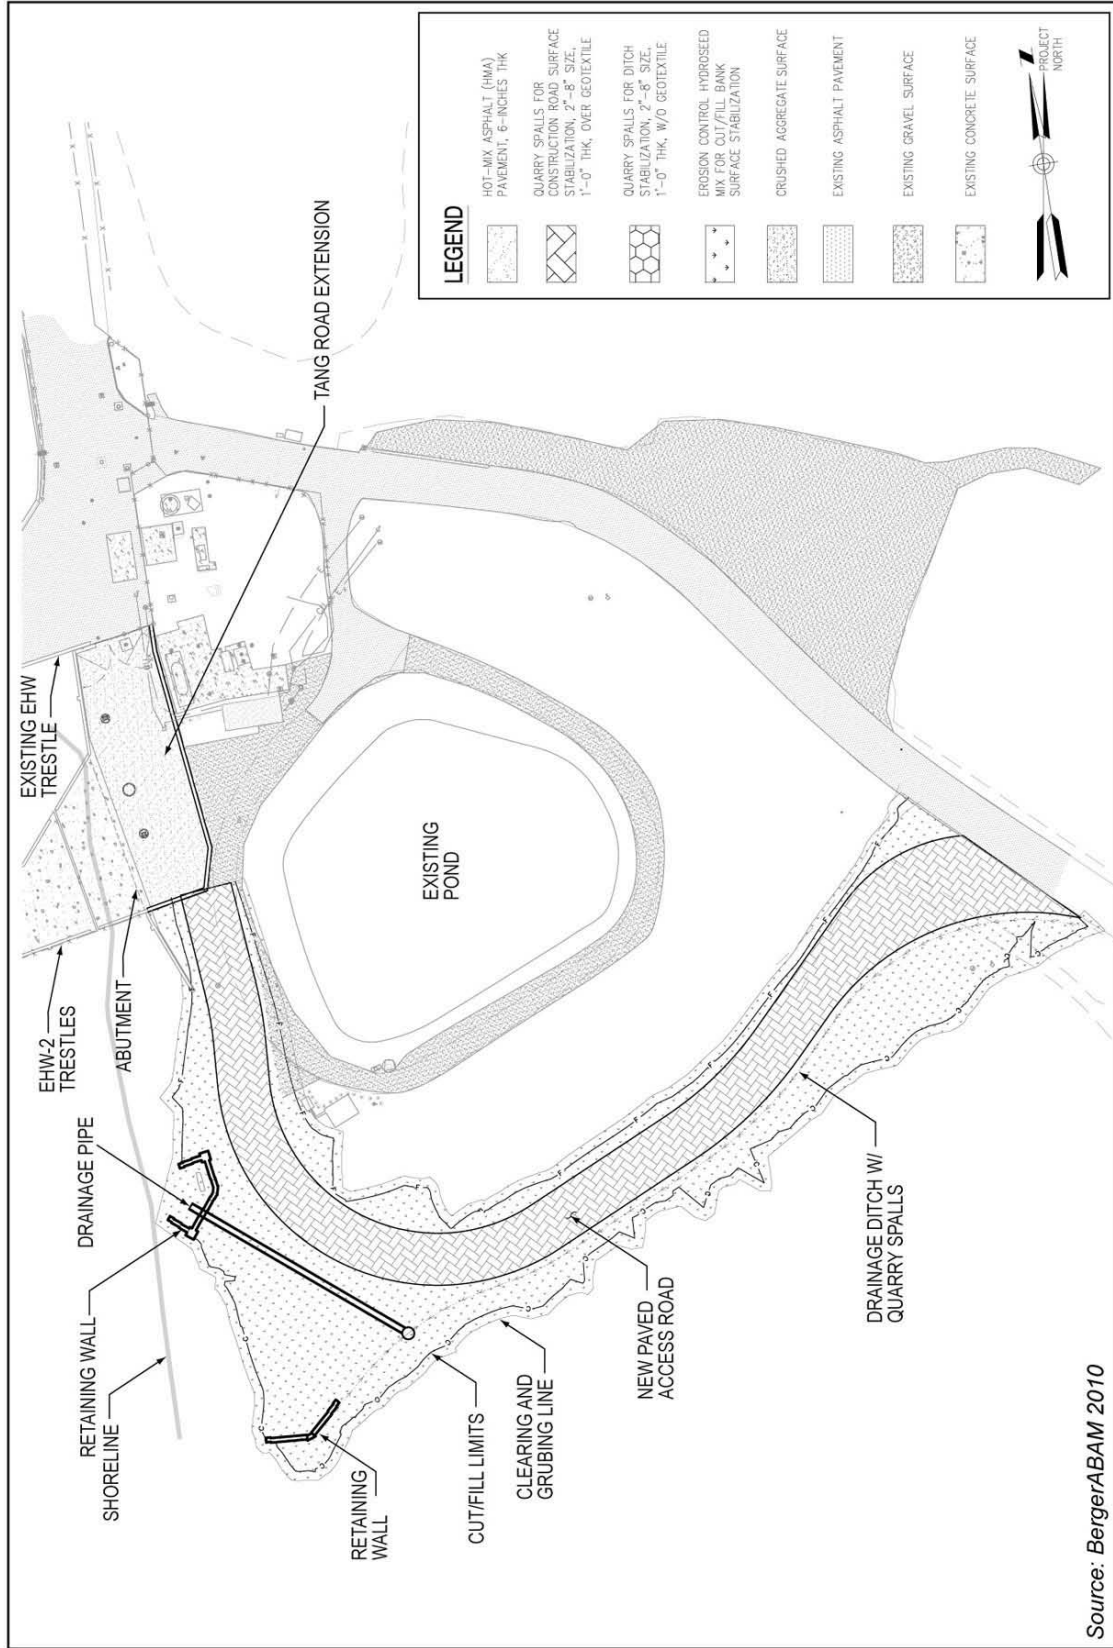 EXISTING EHW
TRESTLE
EHW-2
TRESTLES
ABUTMENT
DRAINAGE PIPE
RETAINING WALL
SHORELINE
TANG ROAD EXTENSION
EXISTING
POND
RETAINING
WALL
CUT/FILL LIMITS
CLEARING AND
GRUBING LINE
NEW PAVED
ACCESS ROAD
DRAINAGE DITCH W/
QUARRY SPALLS
LEGEND
HOT-MIX ASPHALT (HMA)
PAVEMENT, 6-INCHES THK
QUARRY SPALLS FOR
CONSTRUCTION ROAD SURFACE
STABILIZATION, 2"-8" SIZE,
1'-0" THK, OVER GEOTEXTILE
QUARRY SPALLS FOR DITCH
STABILIZATION, 2"-8" SIZE,
1'-0" THK, W/O GEOTEXTILE
EROSION CONTROL HYDROSEED
MIX FOR CUT/FILL BANK
SURFACE STABILIZATION
CRUSHED AGGREGATE SURFACE
EXISTING ASPHALT PAVEMENT
EXISTING GRAVEL SURFACE
EXISTING CONCRETE SURFACE
PROJECT
NORTH
Source: BergerABAM 2010